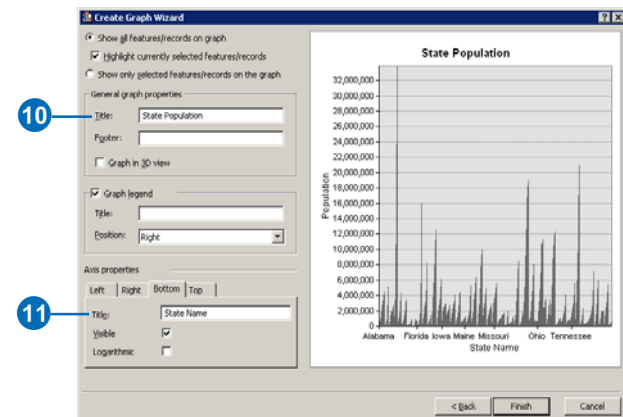 Create Graph Wizard
Show all features/records on graph
Highlight currently selected features/records
Show only selected features/records on the graph
General graph properties
10
Title: State Population
Footer:
Graph in 3D view
Graph legend
Title:
Position: Right
Axis properties
Left Right Bottom Top
11
Title: State Name
Visible
Logarithmic
State Population
32,000,000
30,000,000
28,000,000
26,000,000
24,000,000
22,000,000
20,000,000
18,000,000
16,000,000
14,000,000
12,000,000
10,000,000
8,000,000
6,000,000
4,000,000
2,000,000
0
Population
Alabama Florida Iowa Maine Missouri Ohio Tennessee
State Name
< Back Finish Cancel